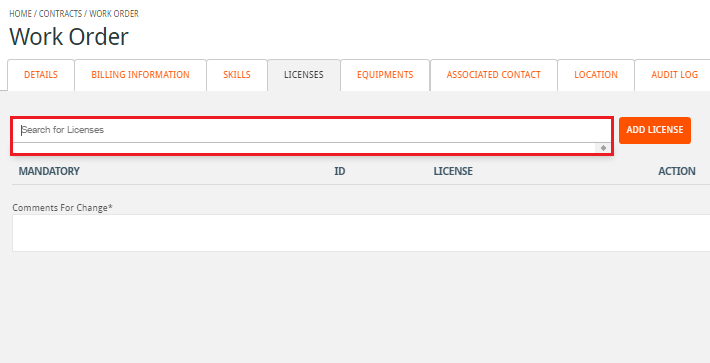 HOME / CONTRACTS / WORK ORDER
Work Order
DETAILS BILLING INFORMATION SKILLS LICENSES EQUIPMENTS ASSOCIATED CONTACT LOCATION AUDIT LOG
Search for Licenses ADD LICENSE
MANDATORY ID LICENSE ACTION
Comments For Change*